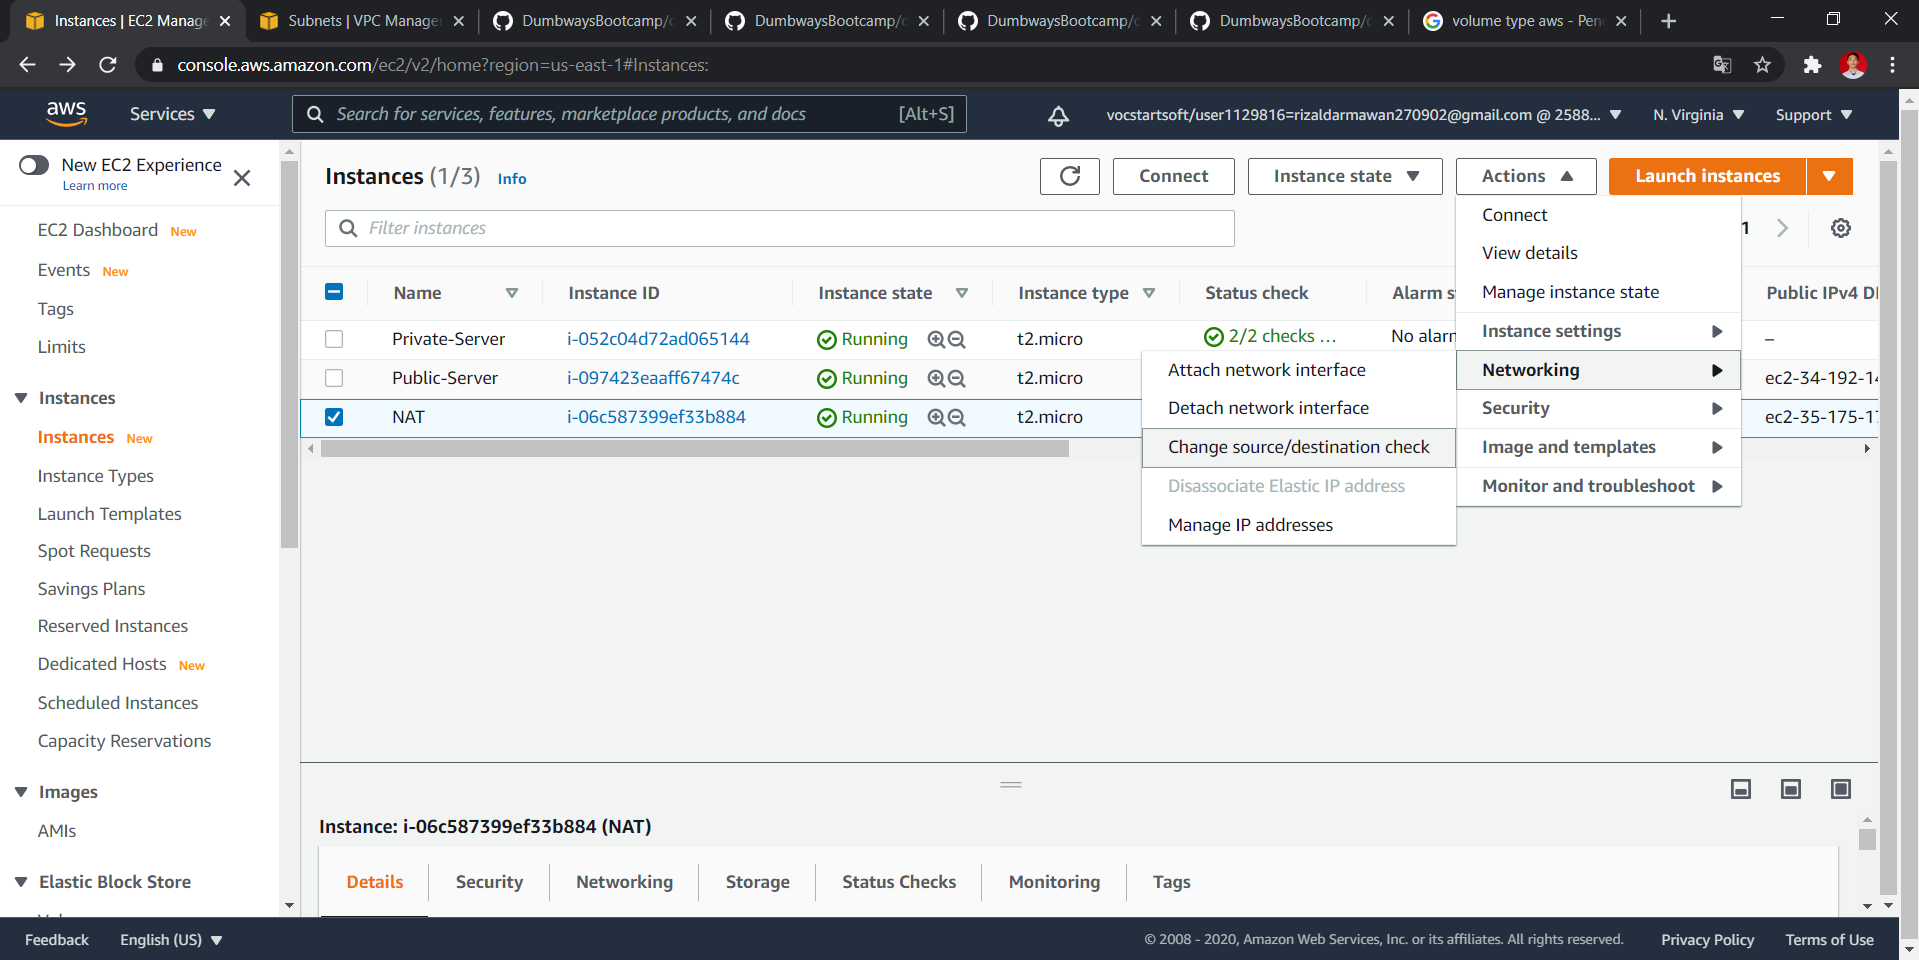 Instances | EC2 Manage
Subnets | VPC Manager
DumbwaysBootcamp/
DumbwaysBootcamp/
DumbwaysBootcamp/
DumbwaysBootcamp/
volume type aws - Pen
console.aws.amazon.com/ec2/v2/home?region=us-east-1#Instances:
aws
Services
Search for services, features, marketplace products, and docs
[Alt+S]
vocstartsoft/user1129816=rizaldarmawan270902@gmail.com @ 2588...
N. Virginia
Support
New EC2 Experience
Learn more
EC2 Dashboard New
Events New
Tags
Limits
Instances
Instances New
Instance Types
Launch Templates
Spot Requests
Savings Plans
Reserved Instances
Dedicated Hosts New
Scheduled Instances
Capacity Reservations
Images
AMIs
Elastic Block Store
Instances (1/3) Info
Connect
Instance state
Actions
Launch instances
Filter instances
1
Name
Instance ID
Instance state
Instance type
Status check
Alarm s
Public IPv4 D
Private-Server
i-052c04d72ad065144
Running
t2.micro
2/2 checks ...
No alarm
–
Public-Server
i-097423eaaff67474c
Running
t2.micro
ec2-34-192-14
NAT
i-06c587399ef33b884
Running
t2.micro
ec2-35-175-17
Connect
View details
Manage instance state
Instance settings
Networking
Security
Image and templates
Monitor and troubleshoot
Attach network interface
Detach network interface
Change source/destination check
Disassociate Elastic IP address
Manage IP addresses
Instance: i-06c587399ef33b884 (NAT)
Details
Security
Networking
Storage
Status Checks
Monitoring
Tags
Feedback
English (US)
© 2008 - 2020, Amazon Web Services, Inc. or its affiliates. All rights reserved.
Privacy Policy
Terms of Use